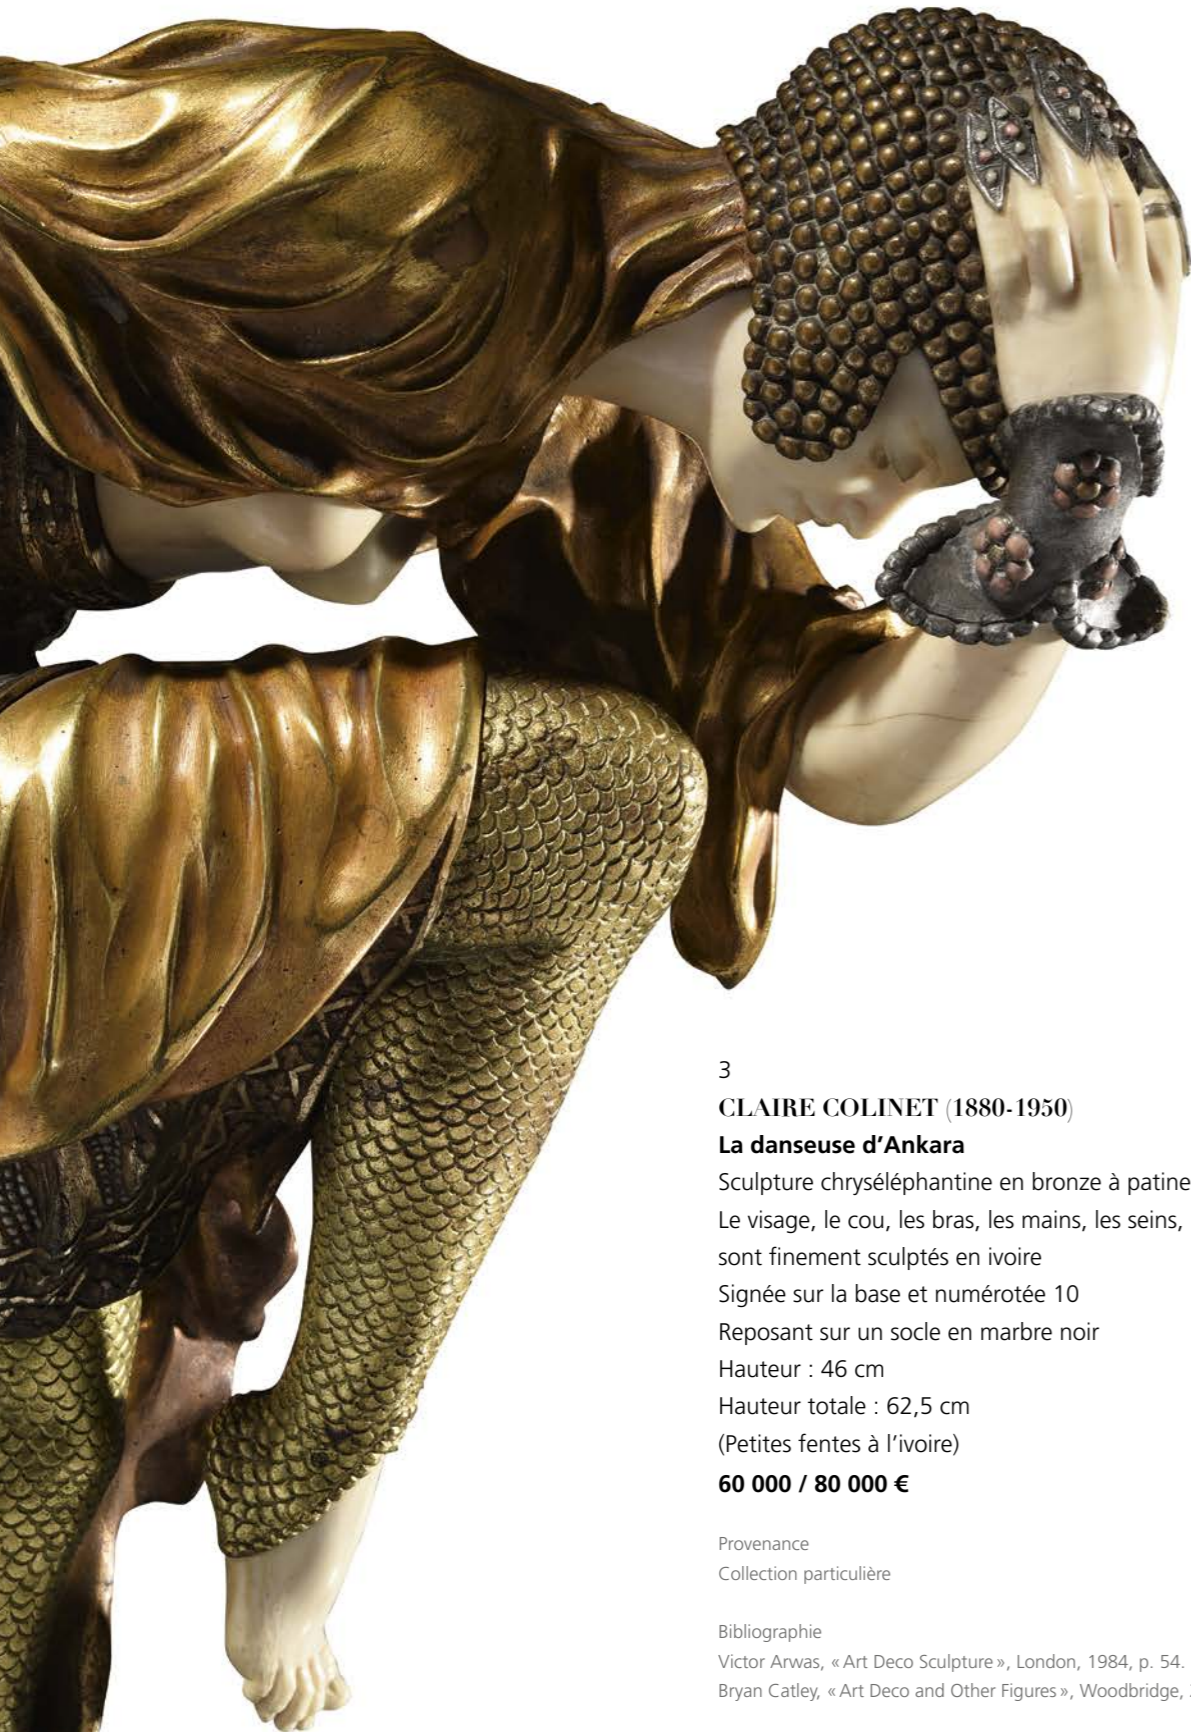 3
CLAIRE COLINET (1880-1950)
La danseuse d’Ankara
Sculpture chryséléphantine en bronze à patine
Le visage, le cou, les bras, les mains, les seins,
sont finement sculptés en ivoire
Signée sur la base et numérotée 10
Reposant sur un socle en marbre noir
Hauteur : 46 cm
Hauteur totale : 62,5 cm
(Petites fentes à l’ivoire)
60 000 / 80 000 €
Provenance
Collection particulière
Bibliographie
Victor Arwas, « Art Deco Sculpture », London, 1984, p. 54.
Bryan Catley, « Art Deco and Other Figures », Woodbridge,